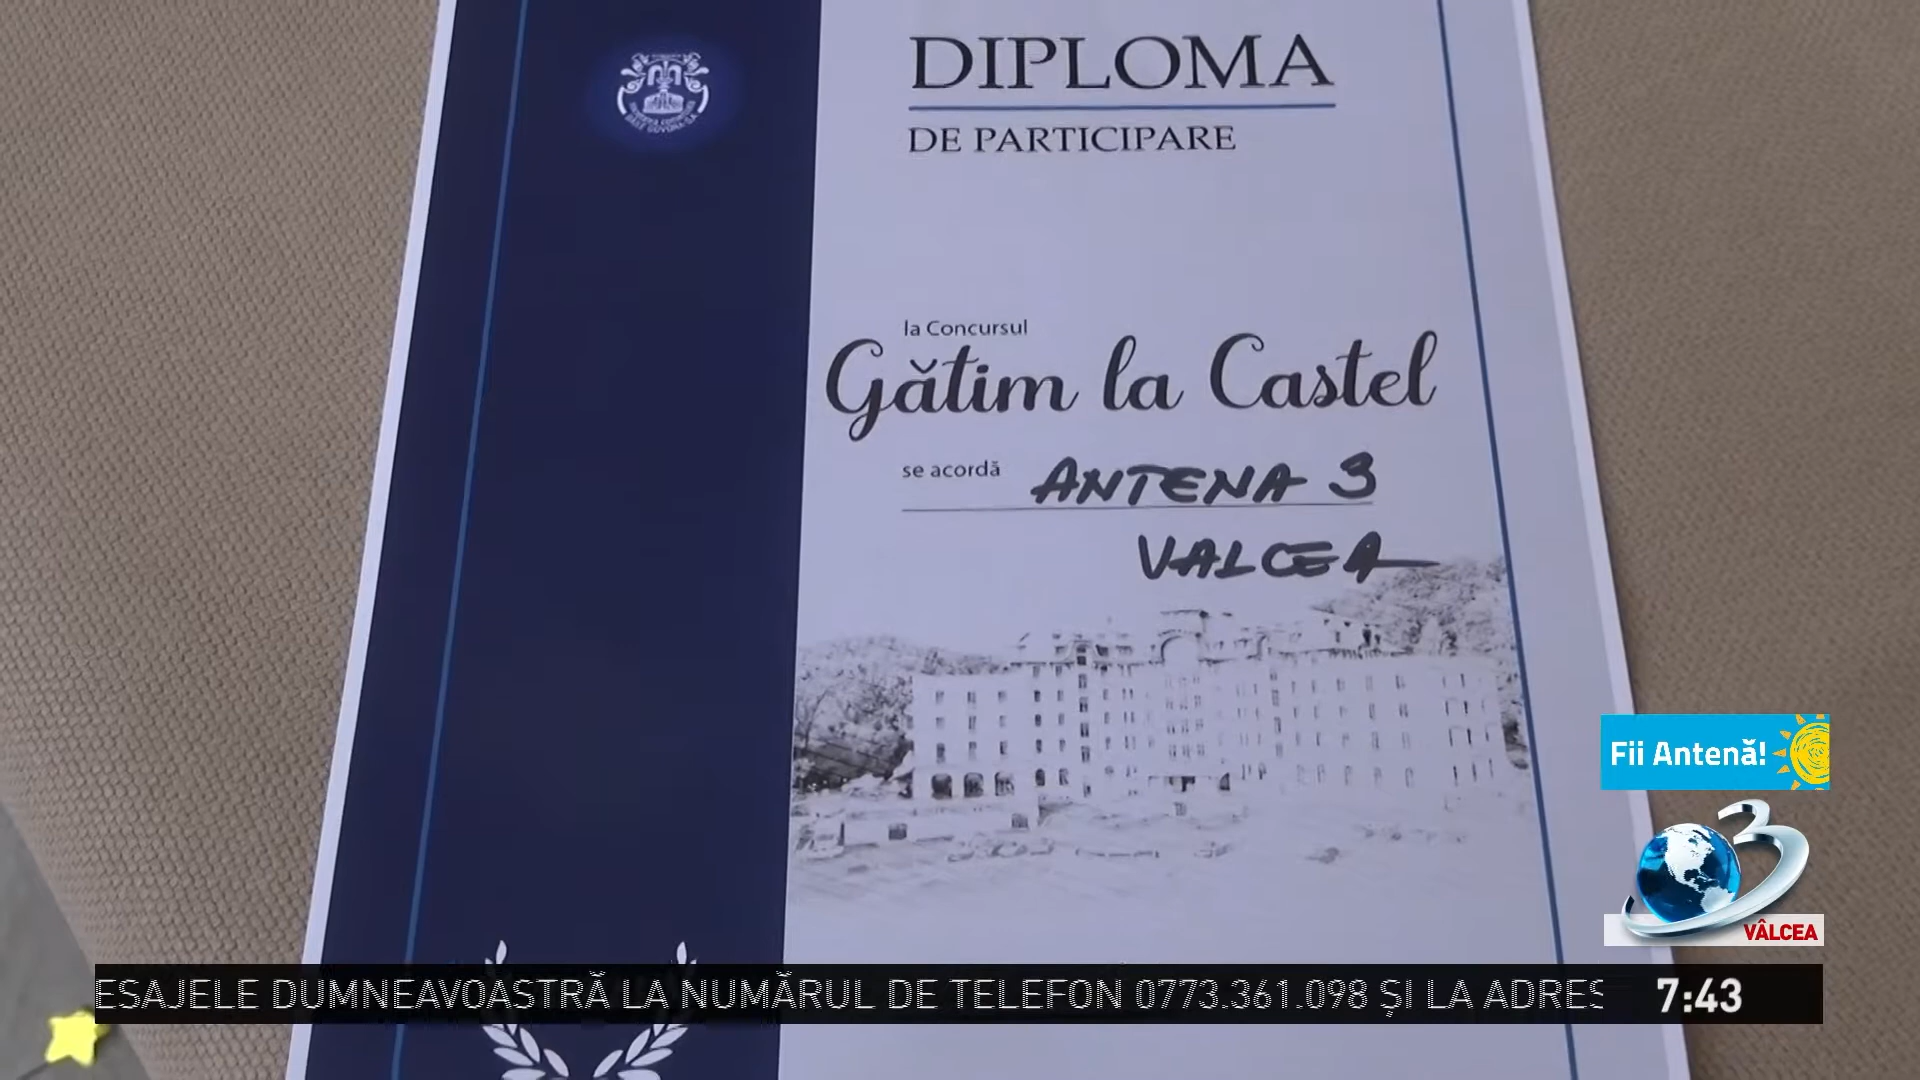 DIPLOMA
DE PARTICIPARE
la Concursul
Gătim la Castel
se acordă ANTENA 3
VALCEA
Fii Antenă!
3
VÂLCEA
ESAJELE DUMNEAVOASTRĂ LA NUMĂRUL DE TELEFON 0773.361.098 ȘI LA ADRES
7:43